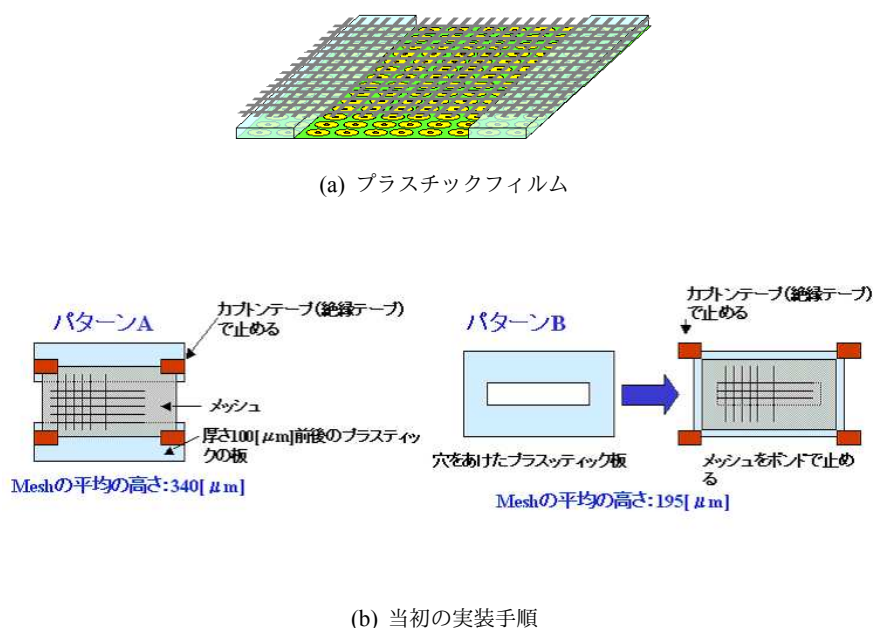 (a) プラスチックフィルム
パターンA
カプトンテープ(絶縁テープ)
で止める
メッシュ
厚さ100[μm]前後のプラスティッ
クの板
Meshの平均の高さ:340[μm]
パターンB
カプトンテープ(絶縁テープ)
で止める
穴をあけたプラスッティック板
メッシュをボンドで止め
る
Meshの平均の高さ:195[μm]
(b) 当初の実装手順